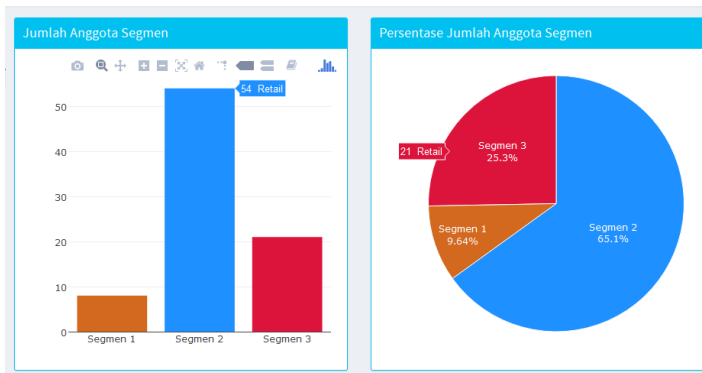 Jumlah Anggota Segmen
54 Retail
50
40
30
20
10
0
Segmen 1
Segmen 2
Segmen 3
Persentase Jumlah Anggota Segmen
21 Retail
Segmen 3
25.3%
Segmen 1
9.64%
Segmen 2
65.1%